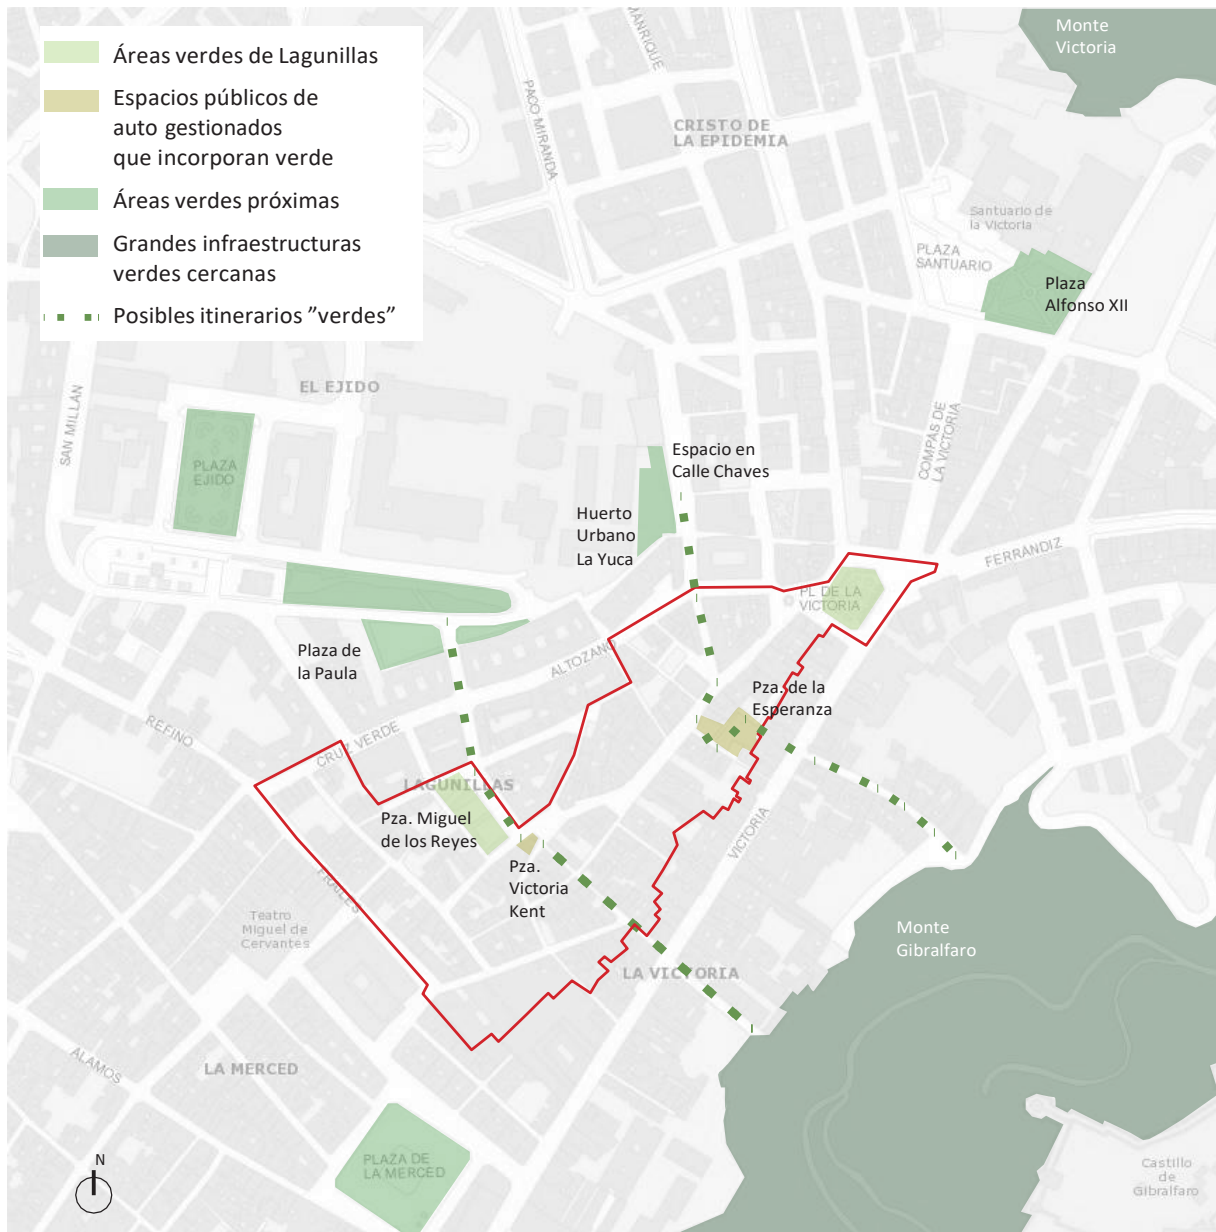 Áreas verdes de Lagunillas
Espacios públicos de
auto gestionados
que incorporan verde
Áreas verdes próximas
Grandes infraestructuras
verdes cercanas
Posibles itinerarios ”verdes”
Monte
Victoria
MANRIQUE
PACO MIRANDA
CRISTO DE
LA EPIDEMIA
Santuario de
la Victoria
PLAZA
SANTUARIO
Plaza
Alfonso XII
EL EJIDO
SAN MILLAN
PLAZA
EJIDO
COMPAS DE
LA VICTORIA
Espacio en
Calle Chaves
Huerto
Urbano
La Yuca
FERRANDIZ
PL DE LA
VICTORIA
Plaza de
la Paula
ALTOZANO
Pza. de la
Esperanza
REFINO
CRUZ VERDE
LAGUNILLAS
Pza. Miguel
de los Reyes
VICTORIA
Pza.
Victoria
Kent
FRAILES
Teatro
Miguel de
Cervantes
Monte
Gibralfaro
LA VICTORIA
ALAMOS
LA MERCED
PLAZA DE
LA MERCED
N
Castillo
de
Gibralfaro